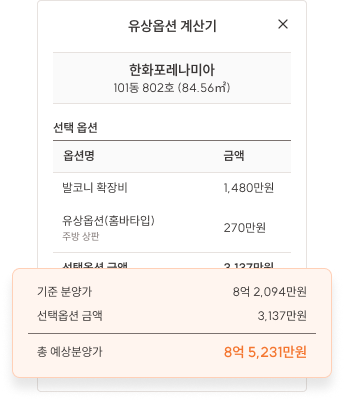 유상옵션 계산기
한화포레나미아
101동 802호 (84.56㎡)
선택 옵션
옵션명 금액
발코니 확장비 1,480만원
유상옵션(홈바타입) 270만원
주방 상판
선택옵션 금액 3,137만원
기준 분양가 8억 2,094만원
선택옵션 금액 3,137만원
총 예상분양가 8억 5,231만원